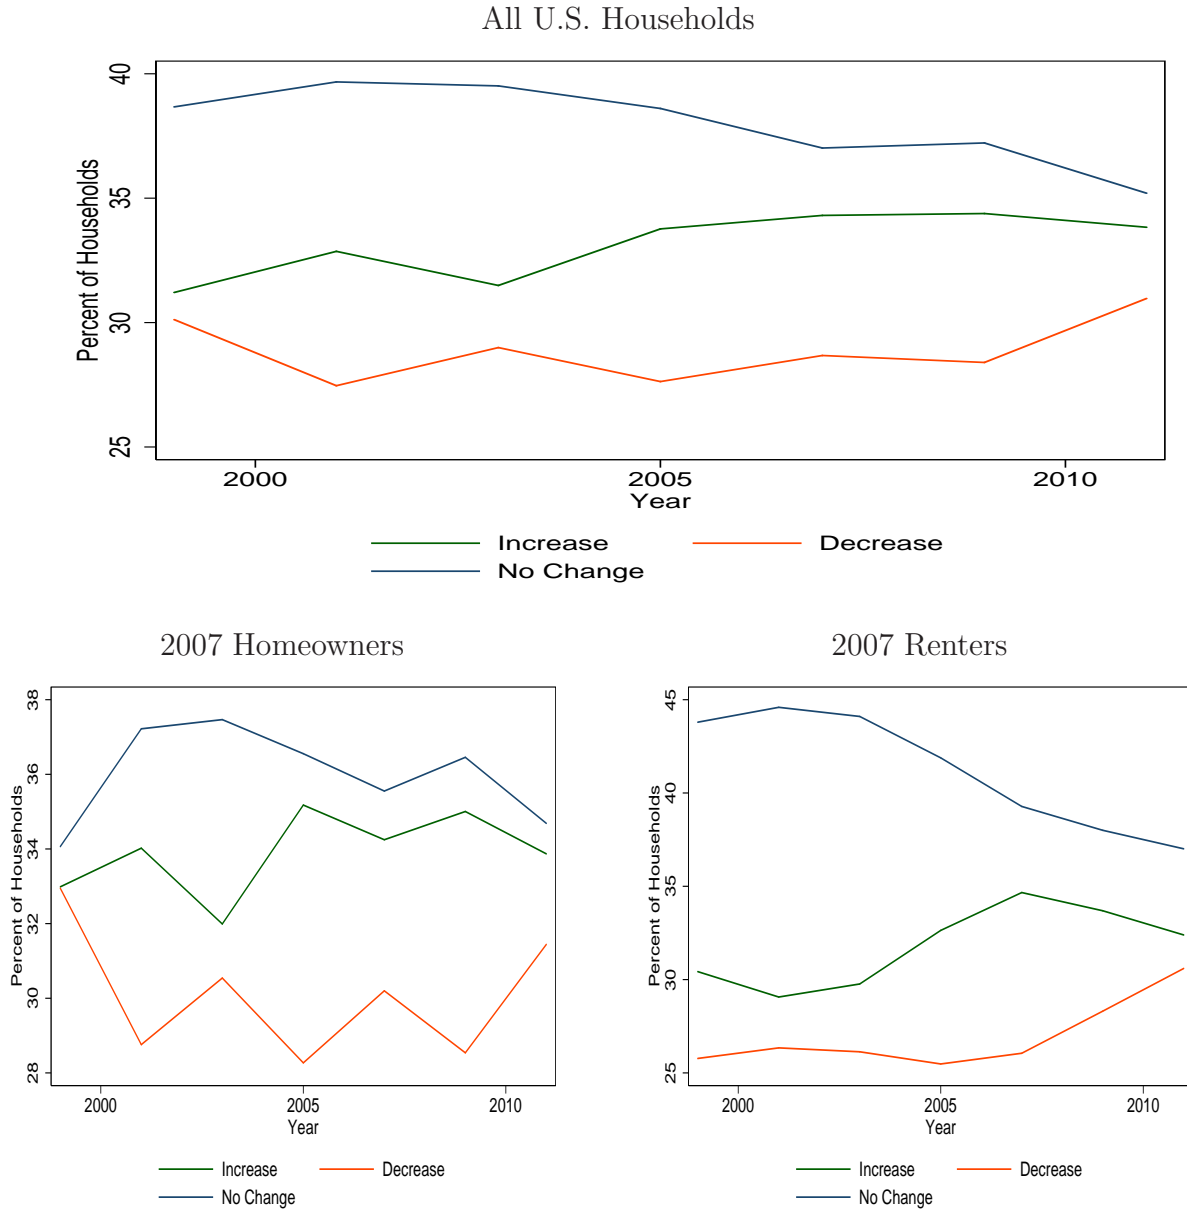 All U.S. Households
Percent of Households
40
35
30
25
2000 2005 2010
Year
Increase Decrease
No Change
2007 Homeowners
Percent of Households
38
36
34
32
30
28
2000 2005 2010
Year
Increase Decrease
No Change
2007 Renters
Percent of Households
45
40
35
30
25
2000 2005 2010
Year
Increase Decrease
No Change